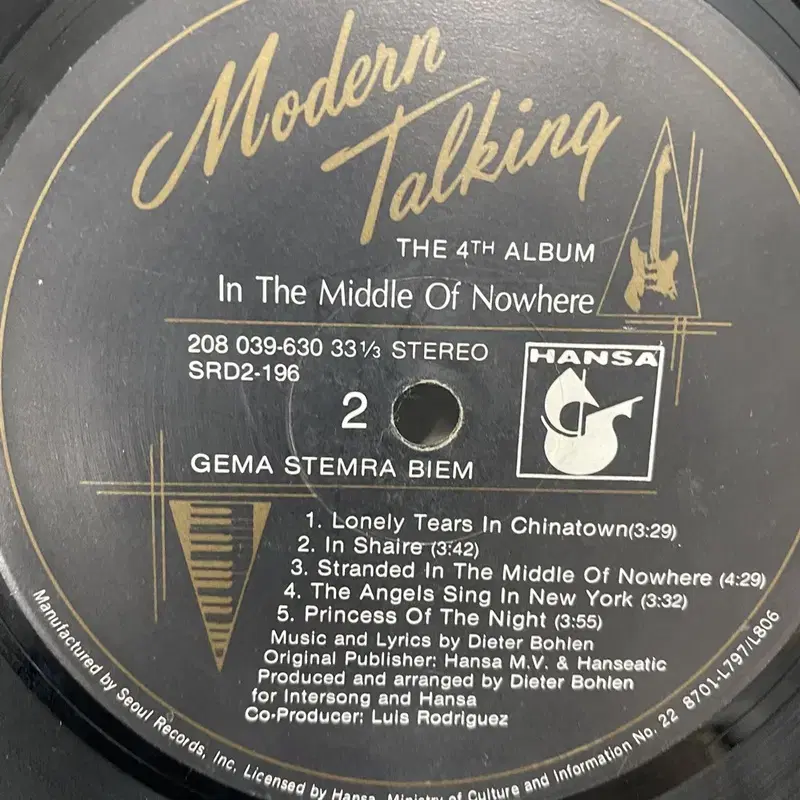 Modern
Talking
THE 4TH ALBUM
In The Middle Of Nowhere
208 039-630 33 1/3 STEREO
SRD2-196
HANSA
2
GEMA STEMRA BIEM
1. Lonely Tears In Chinatown(3:29)
2. In Shaire (3:42)
3. Stranded In The Middle Of Nowhere (4:29)
4. The Angels Sing In New York (3:32)
5. Princess Of The Night (3:55)
Music and Lyrics by Dieter Bohlen
Original Publisher: Hansa M.V. & Hanseatic
Produced and arranged by Dieter Bohlen
for Intersong and Hansa
Co-Producer: Luis Rodriguez
Manufactured by Seoul Records, Inc. Licensed by Hansa, Ministry of Culture and Information No. 22 8701-L797/L806